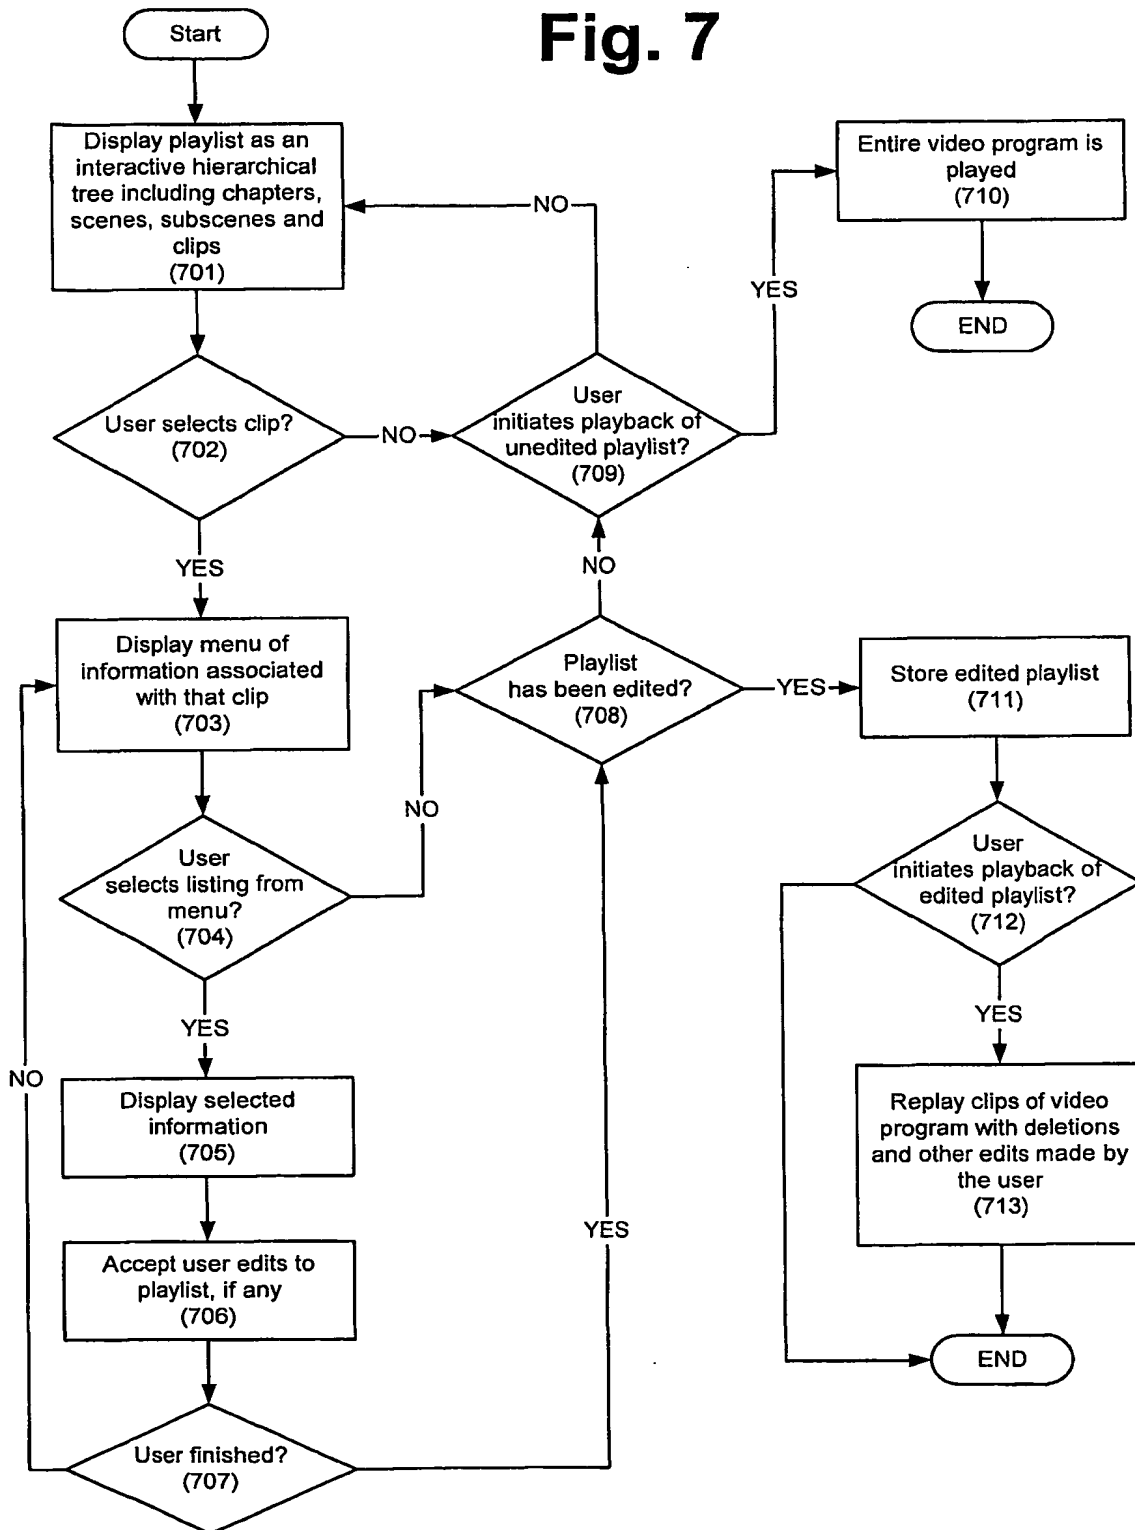 Fig. 7
Start
Display playlist as an
interactive hierarchical
tree including chapters,
scenes, subscenes and
clips
(701)
NO
Entire video program is
played
(710)
YES
END
User selects clip?
(702)
NO
User
initiates playback of
unedited playlist?
(709)
YES
NO
Display menu of
information associated
with that clip
(703)
Playlist
has been edited?
(708)
YES
Store edited playlist
(711)
NO
User
selects listing from
menu?
(704)
User
initiates playback of
edited playlist?
(712)
YES
YES
NO
Display selected
information
(705)
Replay clips of video
program with deletions
and other edits made by
the user
(713)
YES
Accept user edits to
playlist, if any
(706)
END
User finished?
(707)